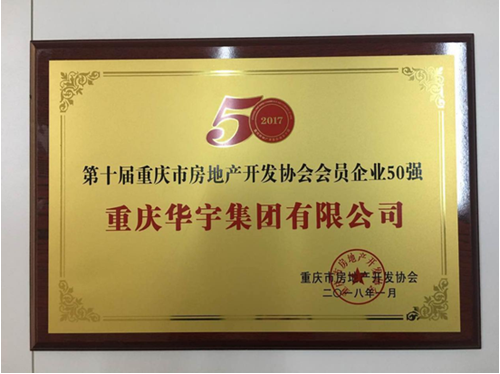 50
2017
第十届重庆市房地产开发协会会员企业50强
重庆华宇集团有限公司
重庆市房地产开发协会
二〇一八年一月